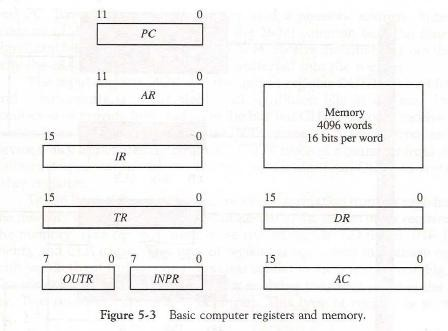 11 0
PC
11 0
AR
Memory
4096 words
16 bits per word
15 0
IR
15 0
TR
15 0
DR
7 0
OUTR
7 0
INPR
15 0
AC
Figure 5-3 Basic computer registers and memory.